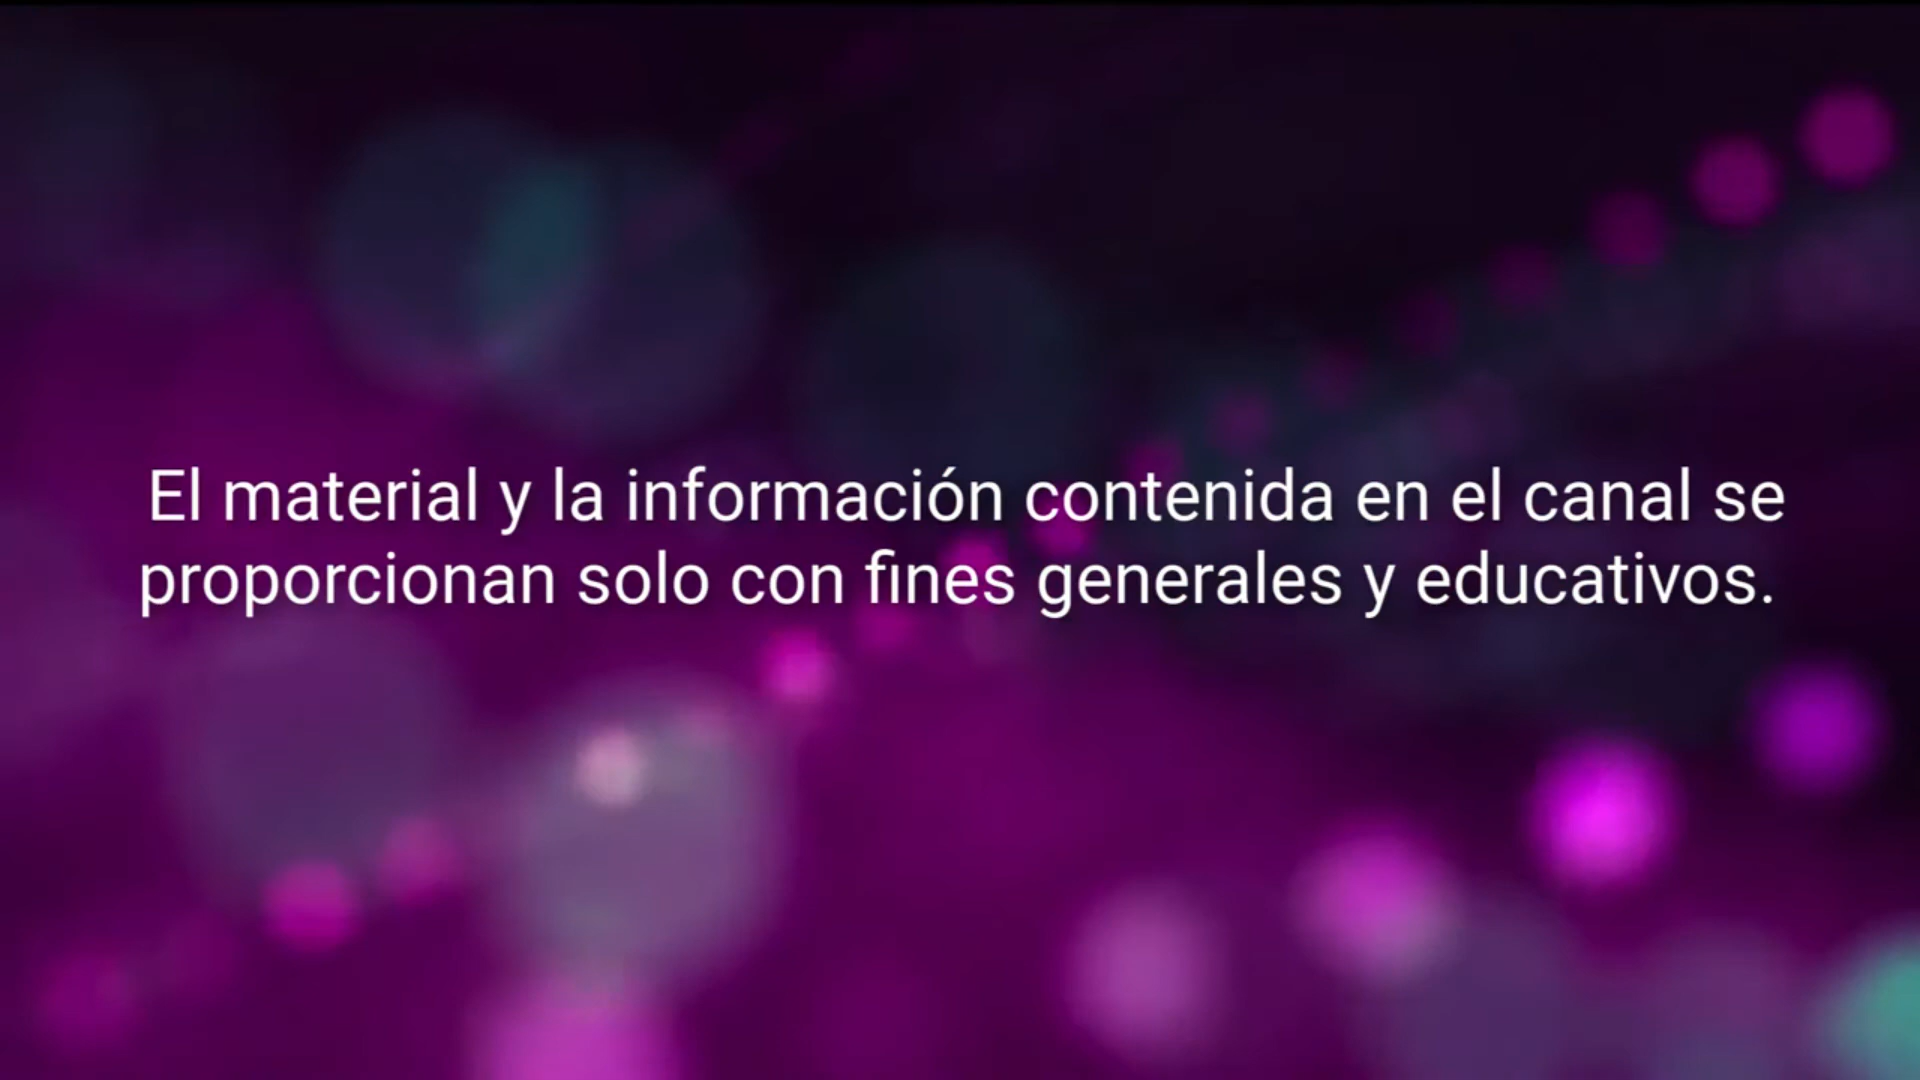 El material y la información contenida en el canal se
proporcionan solo con fines generales y educativos.